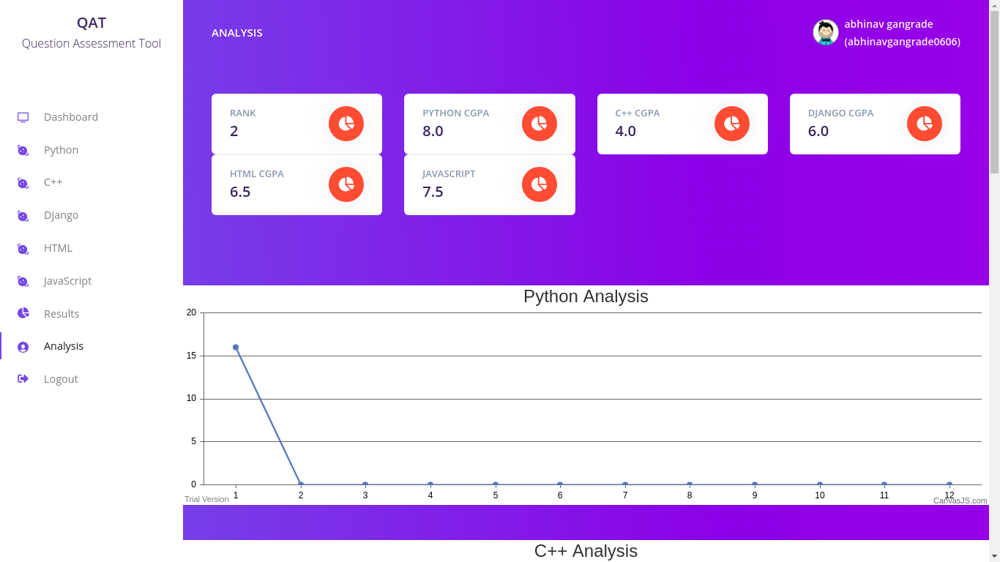 QAT
Question Assessment Tool
Dashboard
Python
C++
Django
HTML
JavaScript
Results
Analysis
Logout
ANALYSIS
abhinav gangrade
(abhinavgangrade0606)
RANK
2
PYTHON CGPA
8.0
C++ CGPA
4.0
DJANGO CGPA
6.0
HTML CGPA
6.5
JAVASCRIPT
7.5
Python Analysis
20
15
10
5
0
1 2 3 4 5 6 7 8 9 10 11 12
Trial Version
CanvasJS.com
C++ Analysis